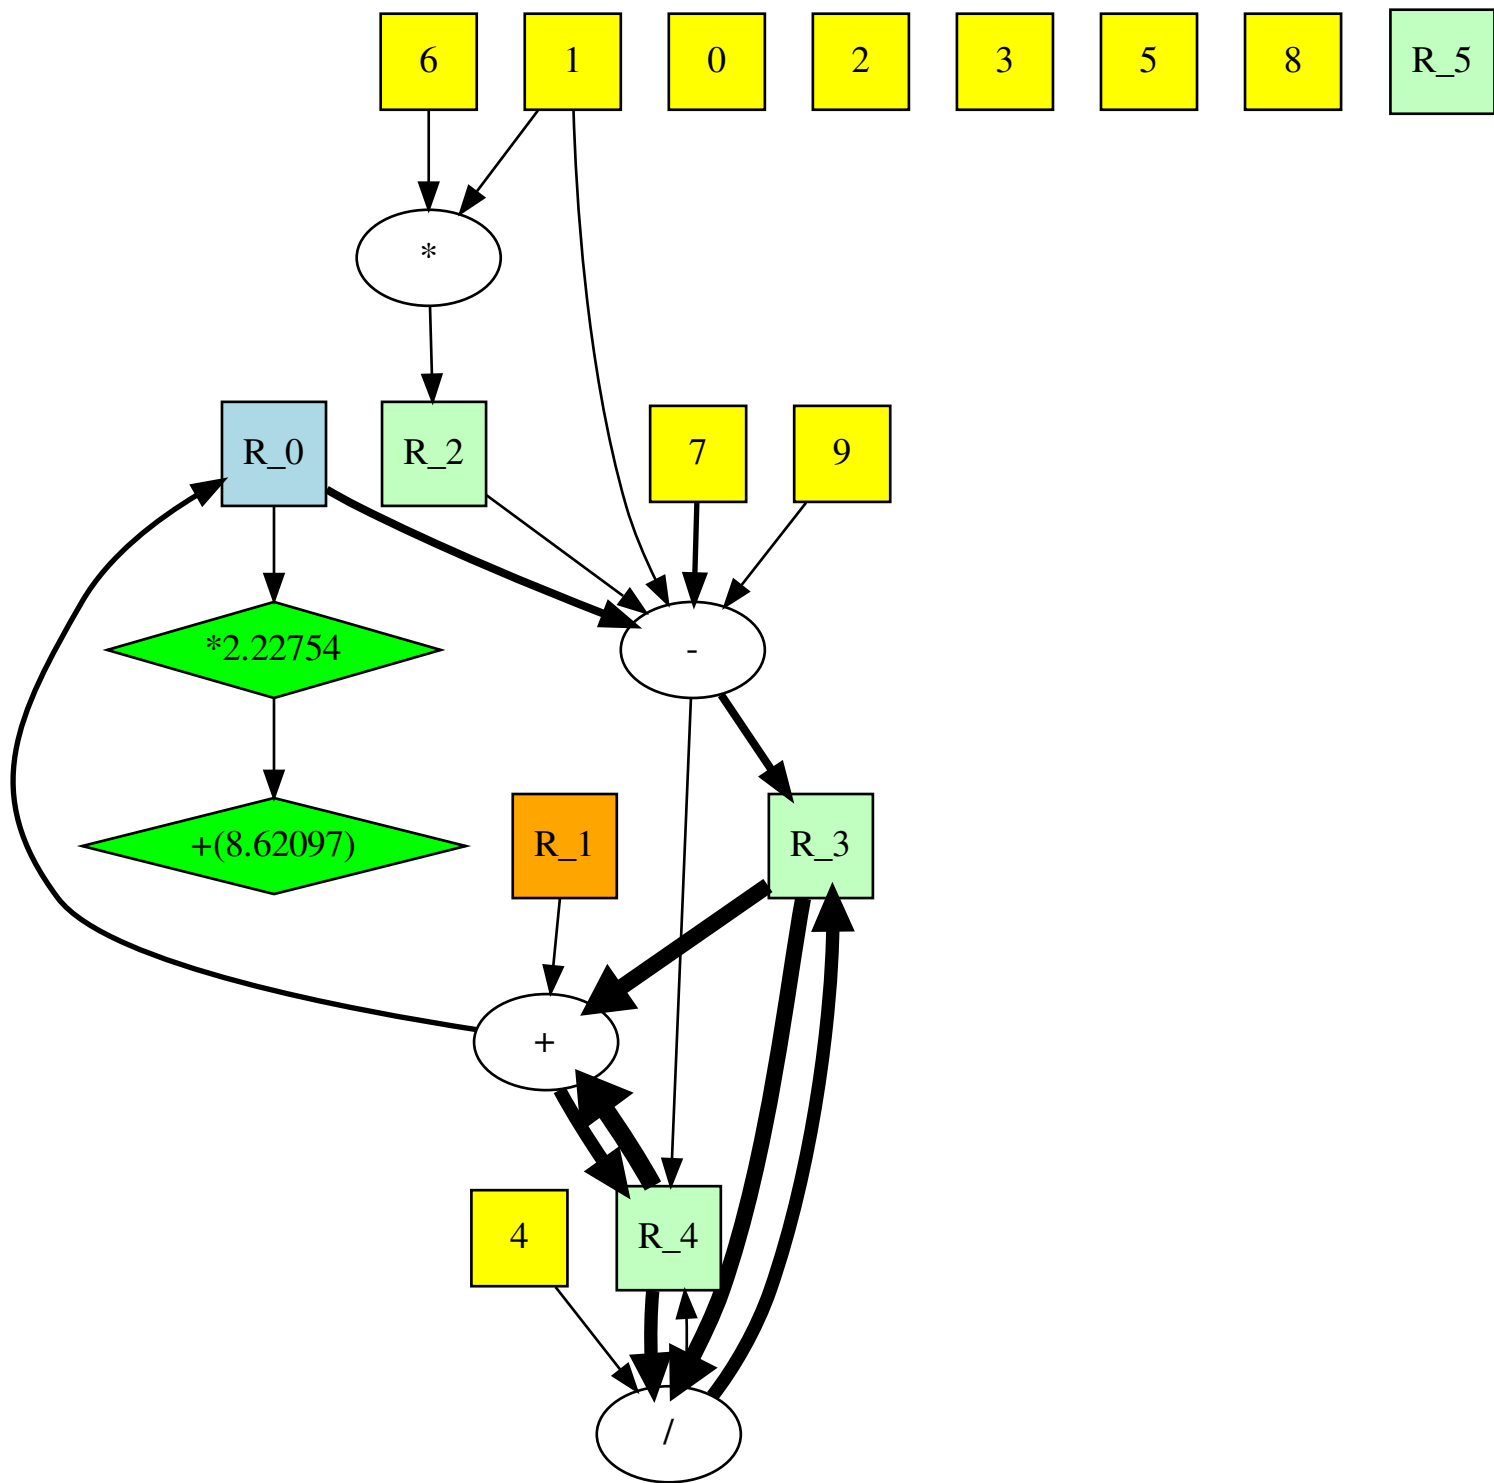 6 1 0 2 3 5 8 R_5
*
R_0 R_2 7 9
*2.22754 -
+(8.62097) R_1 R_3
+
4 R_4
/